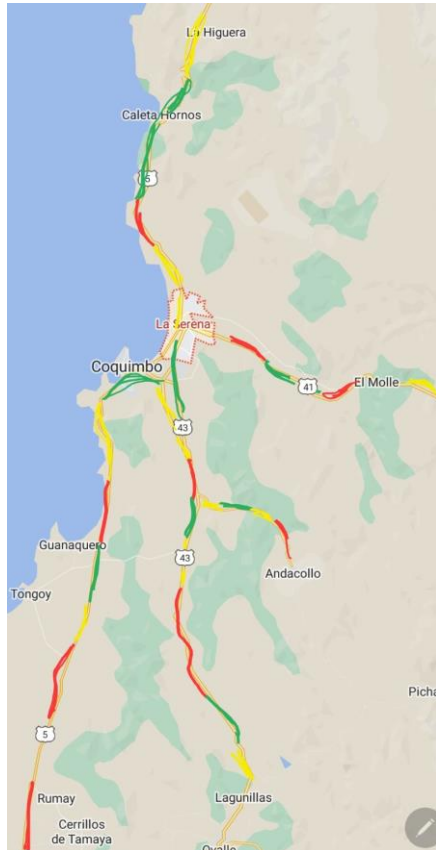 La Higuera
Caleta Hornos
5
La Serena
Coquimbo
41
El Molle
43
Guanaquero
43
Andacollo
Tongoy
Picha
5
Rumay
Lagunillas
Cerrillos
de Tamaya
Ovalle